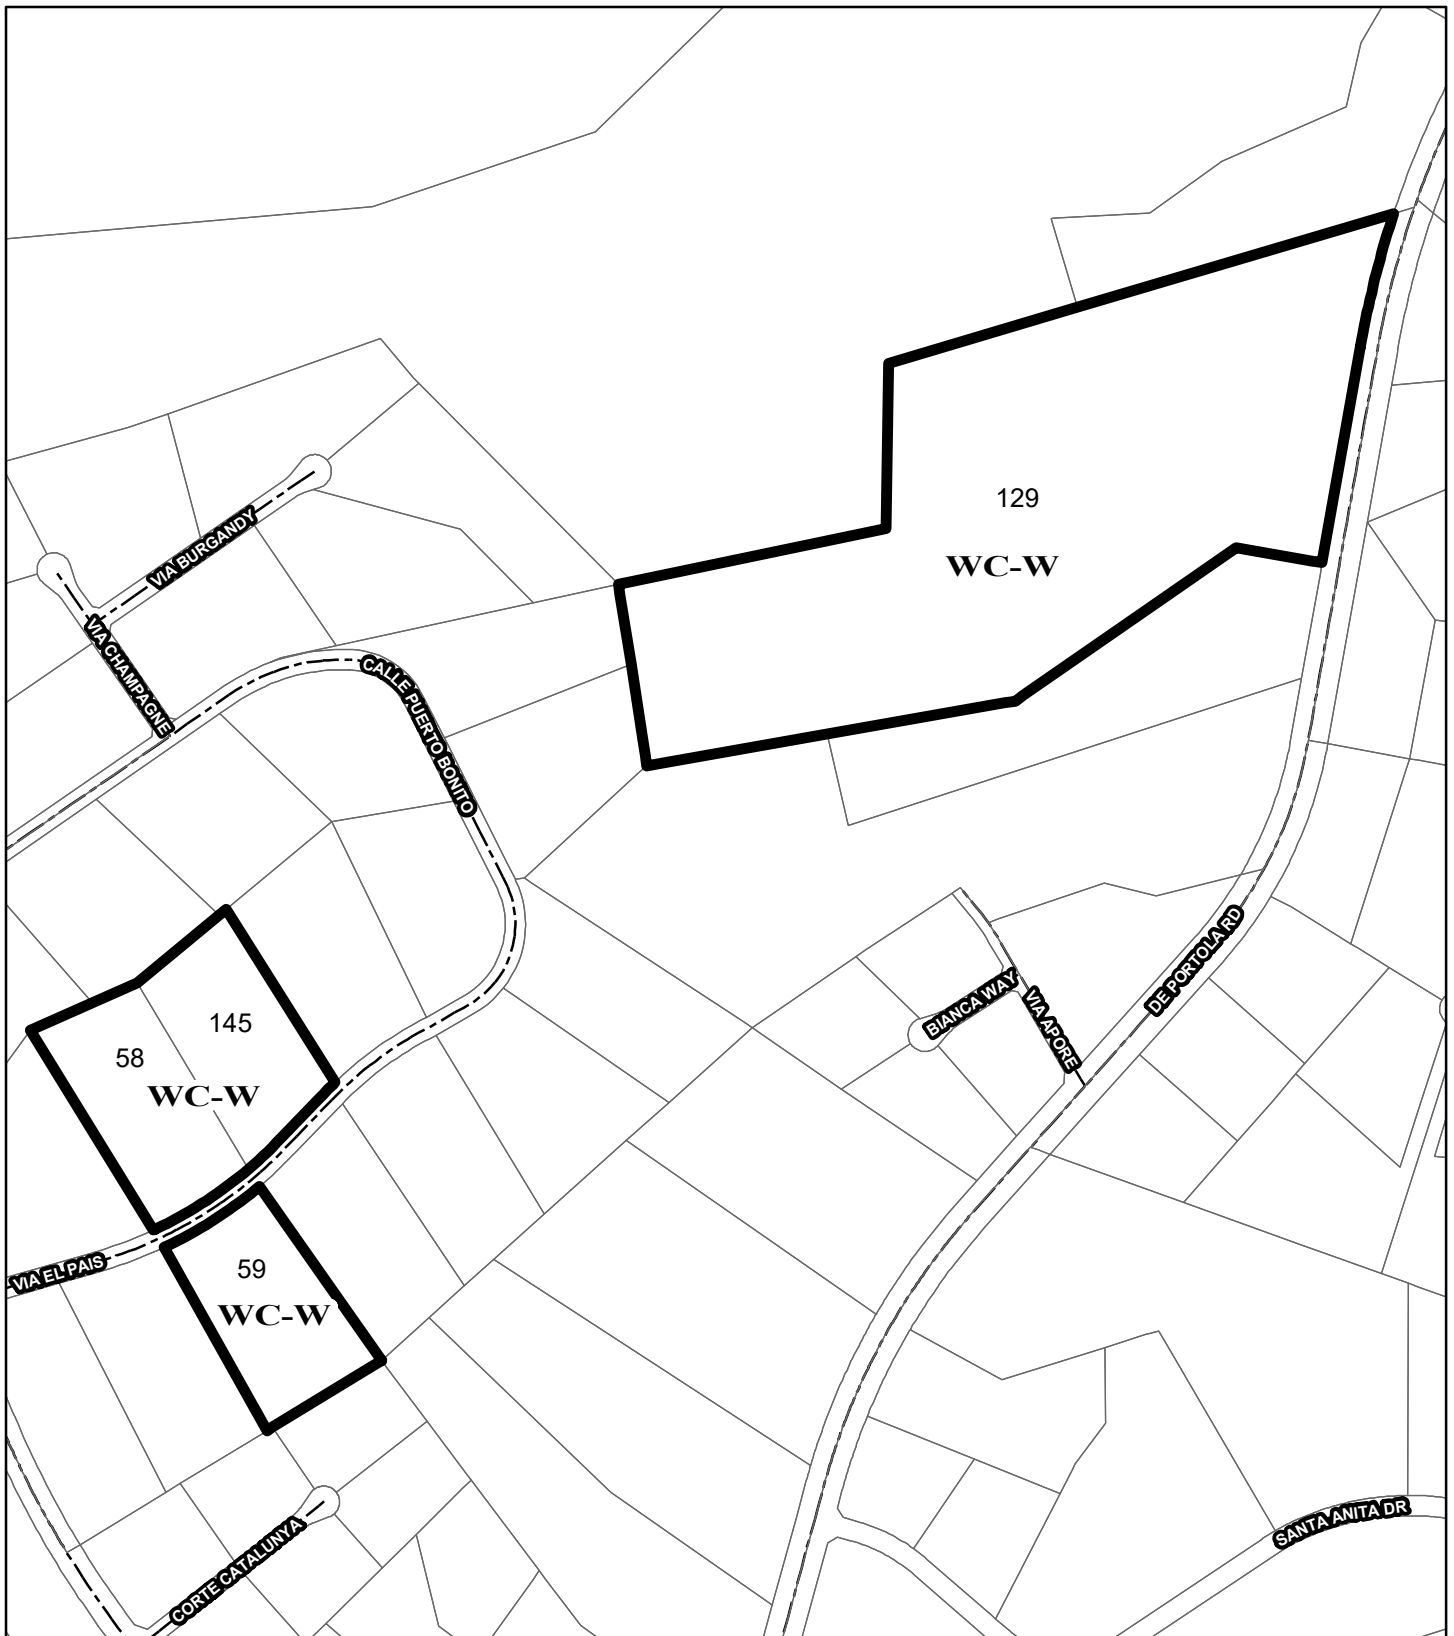 129
WC-W
VIA BURGANDY
VIA CHAMPAGNE
CALLE PUERTO BONITO
145
58
WC-W
DE PORTOLA RD
BIANCA WAY
VIA APORE
VIA EL PAIS
59
WC-W
SANTA ANITA DR
CORTE CATALUNYA